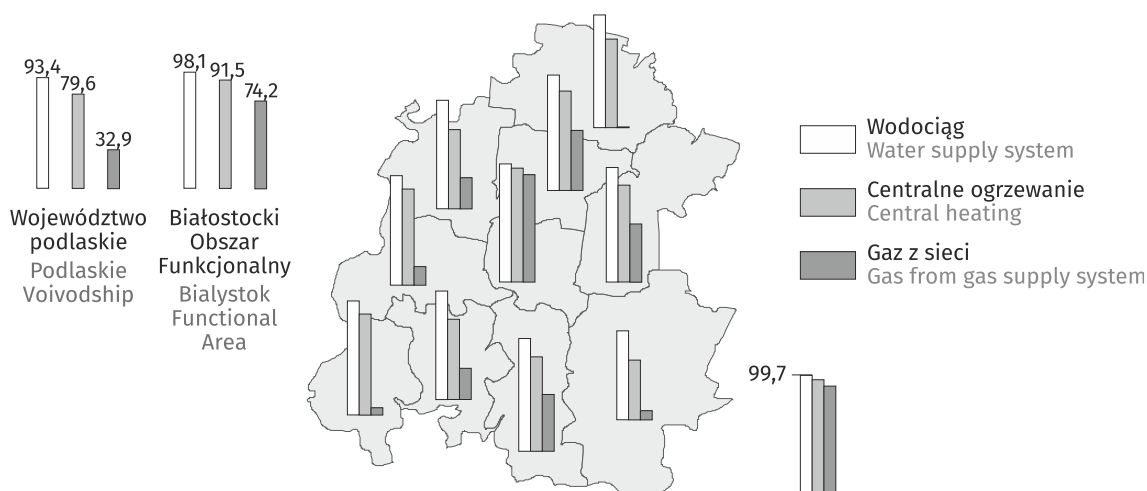 93,4
79,6
32,9
Województwo
podlaskie
Podlaskie
Voivodship
98,1
91,5
74,2
Białostocki
Obszar
Funkcjonalny
Bialystok
Functional
Area
Wodociąg
Water supply system
Centralne ogrzewanie
Central heating
Gaz z sieci
Gas from gas supply system
99,7